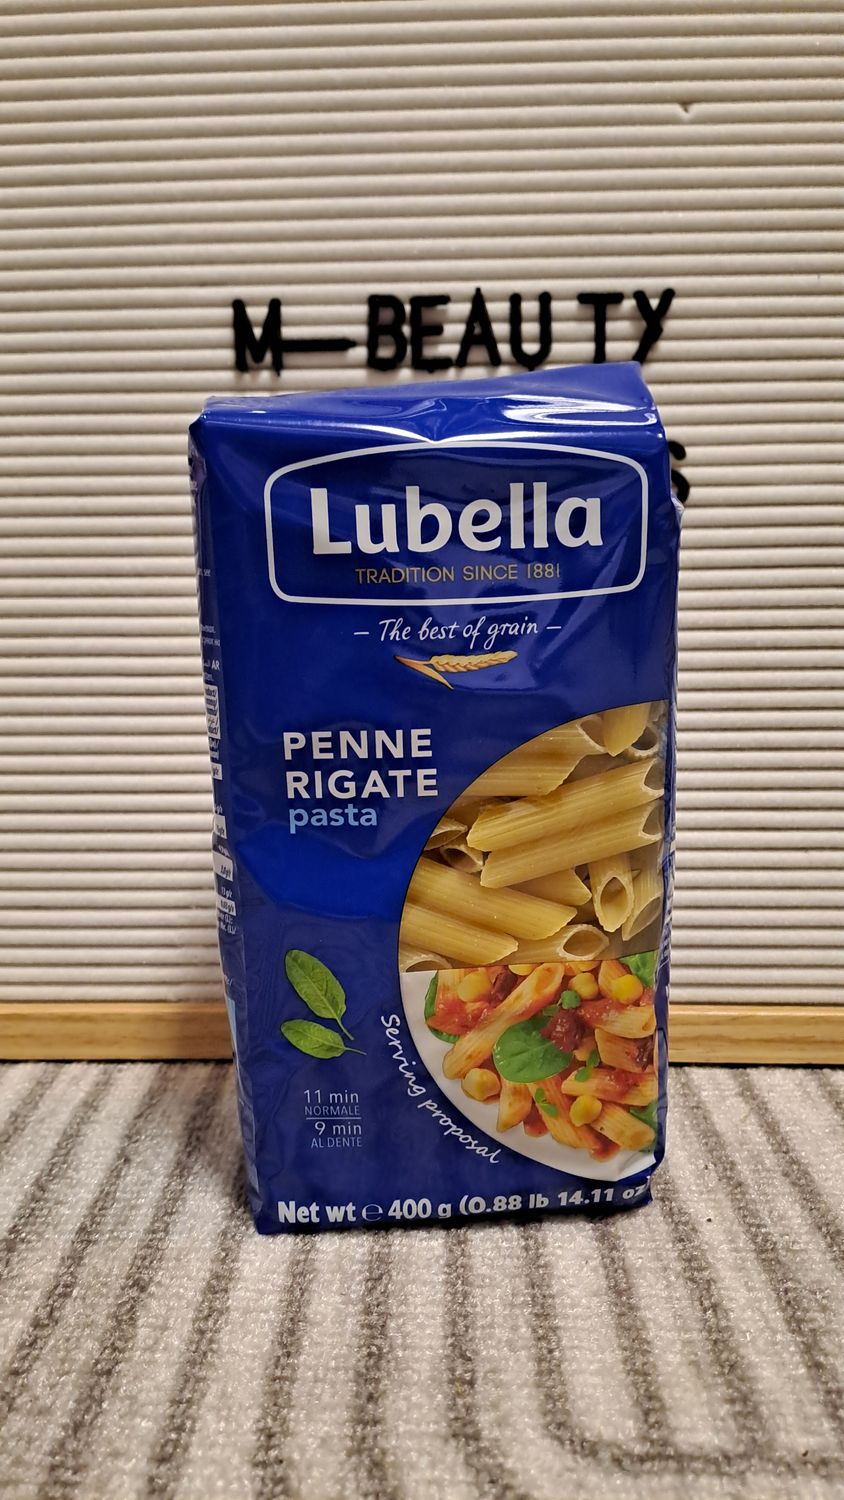 M—BEAUTY
S
Lubella
TRADITION SINCE 1881
– The best of grain –
PENNE
RIGATE
pasta
Serving proposal
11 min
NORMALE
9 min
AL DENTE
Net wt ℮ 400 g (0.88 lb 14.11 oz